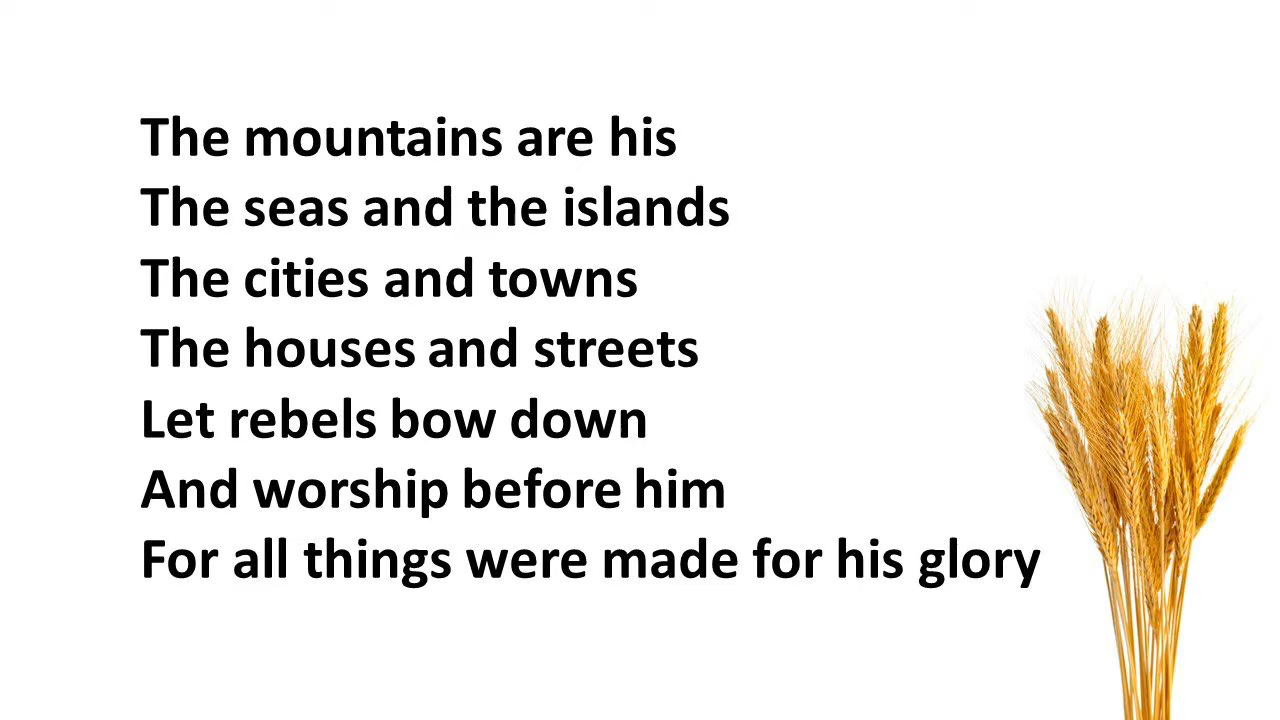 The mountains are his
The seas and the islands
The cities and towns
The houses and streets
Let rebels bow down
And worship before him
For all things were made for his glory